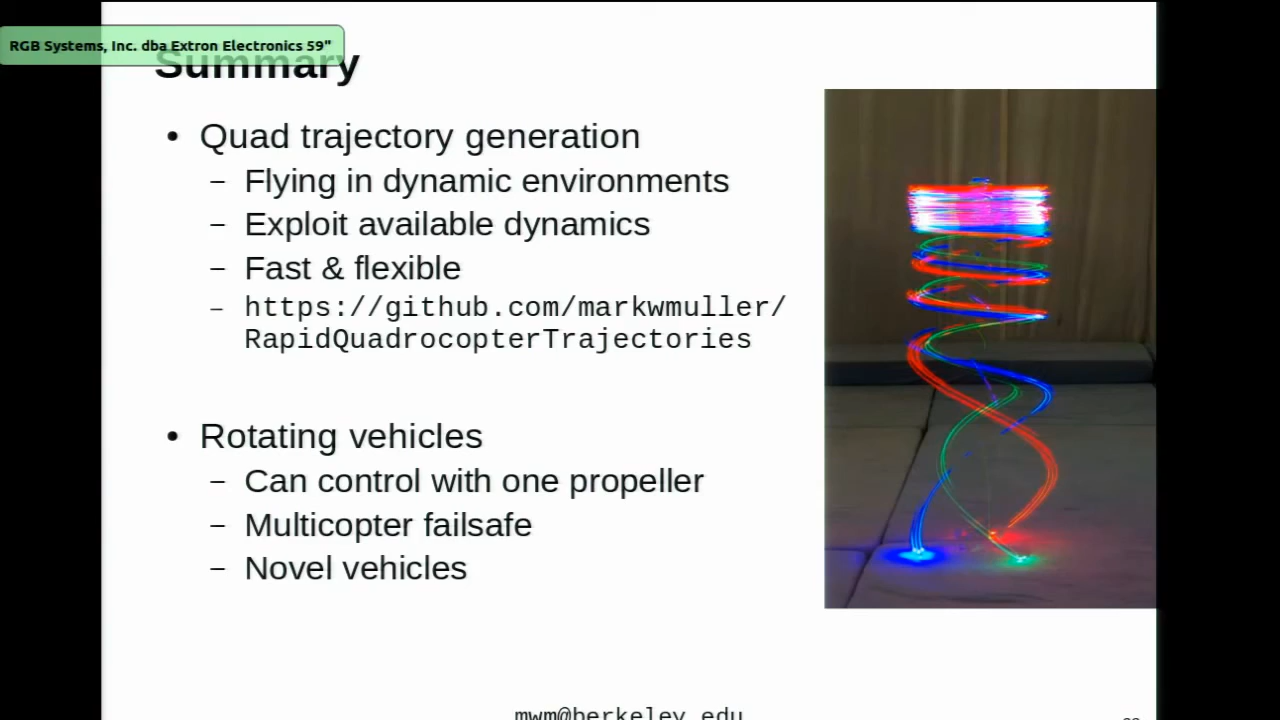 RGB Systems, Inc. dba Extron Electronics 59"
Summary
• Quad trajectory generation
– Flying in dynamic environments
– Exploit available dynamics
– Fast & flexible
– https://github.com/markwmuller/
RapidQuadrocopterTrajectories
• Rotating vehicles
– Can control with one propeller
– Multicopter failsafe
– Novel vehicles
mwm@berkeley.edu